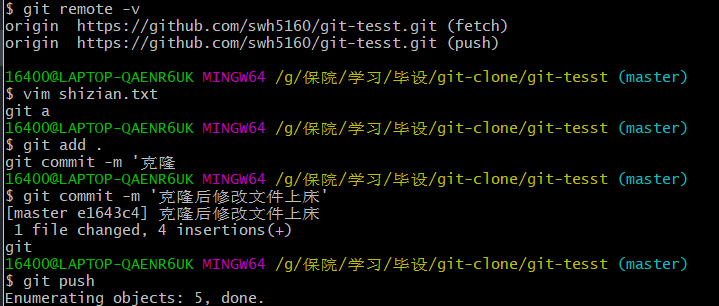 $ git remote -v
origin  https://github.com/swh5160/git-tesst.git (fetch)
origin  https://github.com/swh5160/git-tesst.git (push)
16400@LAPTOP-QAENR6UK MINGW64 /g/保院/学习/毕设/git-clone/git-tesst (master)
$ vim shizian.txt
git a
16400@LAPTOP-QAENR6UK MINGW64 /g/保院/学习/毕设/git-clone/git-tesst (master)
$ git add .
git commit -m '克隆
16400@LAPTOP-QAENR6UK MINGW64 /g/保院/学习/毕设/git-clone/git-tesst (master)
$ git commit -m '克隆后修改文件上床'
[master e1643c4] 克隆后修改文件上床
 1 file changed, 4 insertions(+)
git
16400@LAPTOP-QAENR6UK MINGW64 /g/保院/学习/毕设/git-clone/git-tesst (master)
$ git push
Enumerating objects: 5, done.